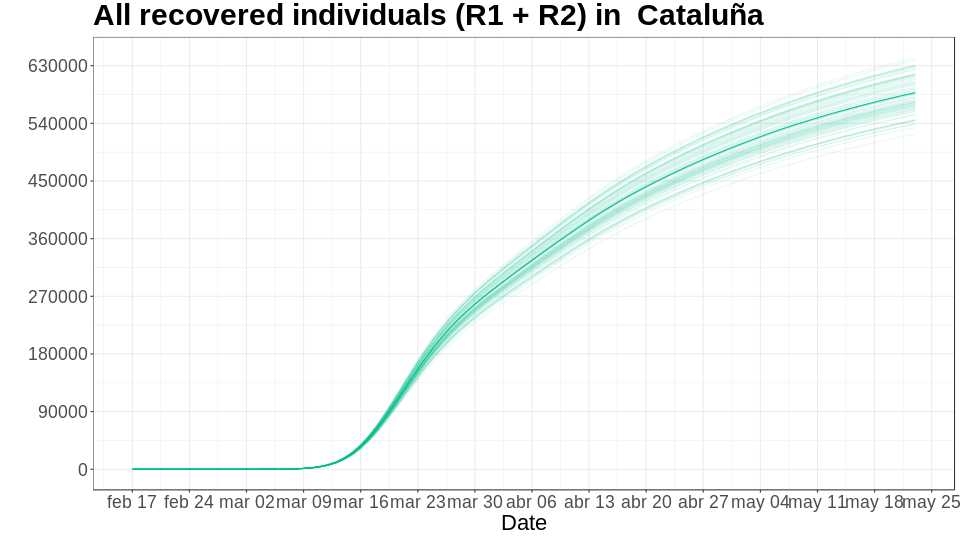 All recovered individuals (R1 + R2) in  Cataluña
630000
540000
450000
360000
270000
180000
90000
0
feb 17 feb 24 mar 02 mar 09 mar 16 mar 23 mar 30 abr 06 abr 13 abr 20 abr 27 may 04 may 11 may 18 may 25
Date